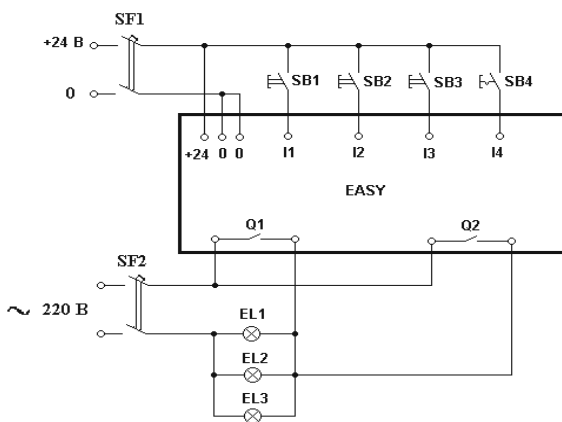 SF1
+24 В
0
SB1 SB2 SB3 SB4
+24 0 0 I1 I2 I3 I4
EASY
Q1 Q2
SF2
~ 220 В
EL1
EL2
EL3